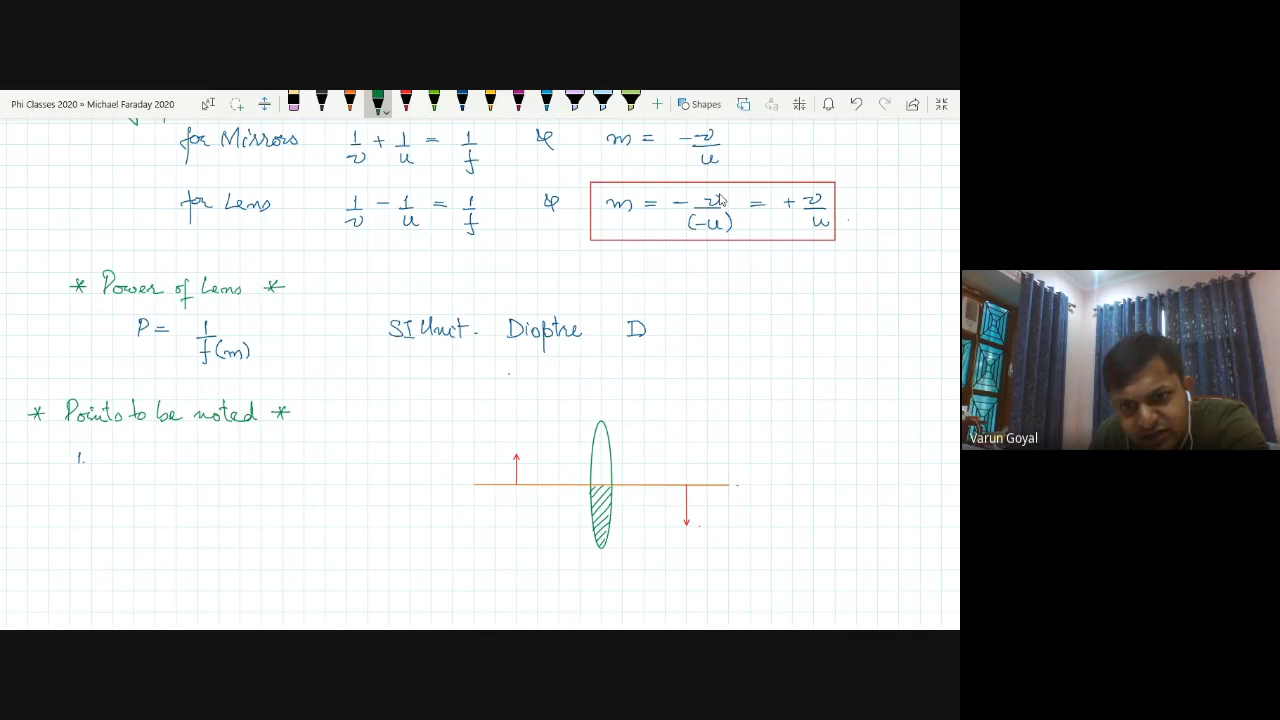 Phi Classes 2020 » Michael Faraday 2020
Shapes
for Mirrors 1/v + 1/u = 1/f & m = -v/u
for Lens 1/v - 1/u = 1/f & m = - v/(-u) = + v/u
* Power of Lens *
P = 1/f(m) SI Unit - Dioptre D
* Points to be noted *
1.
Varun Goyal